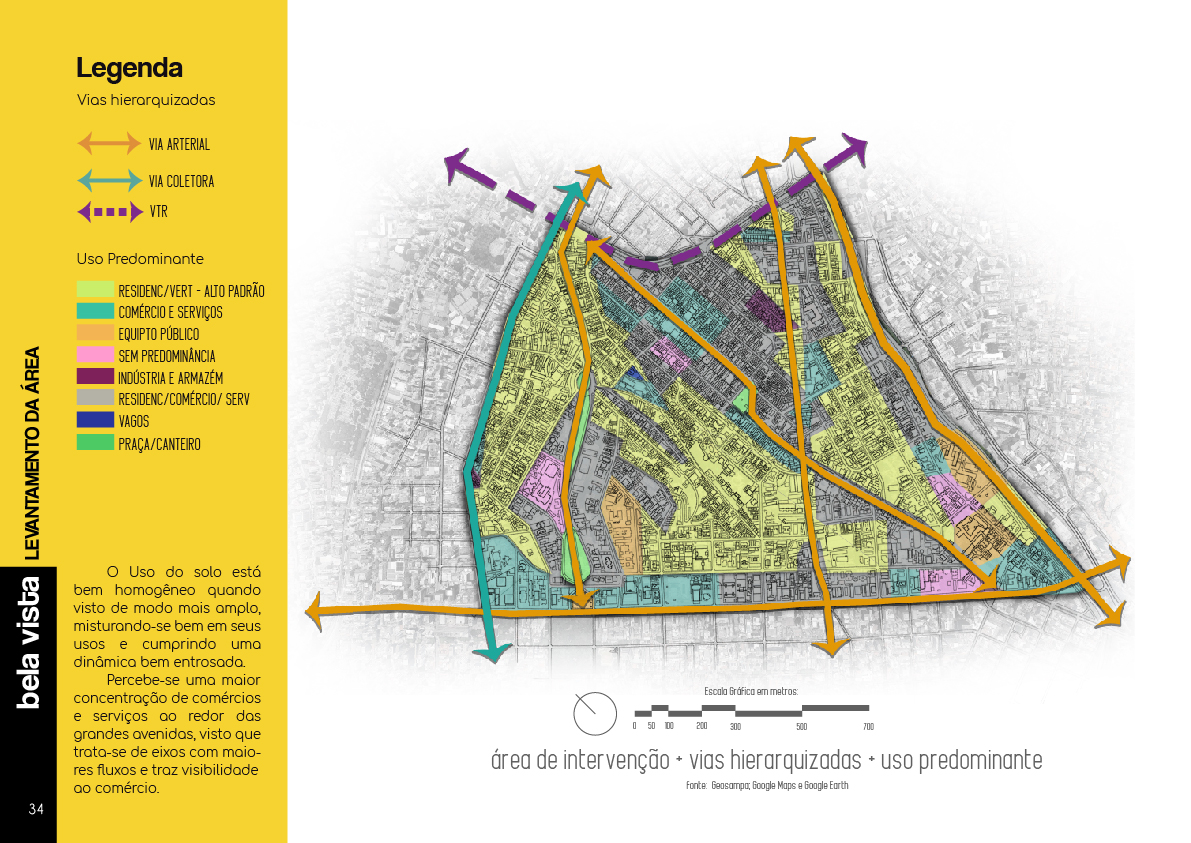 Legenda
Vias hierarquizadas
VIA ARTERIAL
VIA COLETORA
VTR
Uso Predominante
RESIDENC/VERT - ALTO PADRÃO
COMÉRCIO E SERVIÇOS
EQUIPTO PÚBLICO
SEM PREDOMINÂNCIA
INDÚSTRIA E ARMAZÉM
RESIDENC/COMÉRCIO/ SERV
VAGOS
PRAÇA/CANTEIRO
bela vista LEVANTAMENTO DA ÁREA
O Uso do solo está
bem homogêneo quando
visto de modo mais amplo,
misturando-se bem em seus
usos e cumprindo uma
dinâmica bem entrosada.
Percebe-se uma maior
concentração de comércios
e serviços ao redor das
grandes avenidas, visto que
trata-se de eixos com maio-
res fluxos e traz visibilidade
ao comércio.
34
Escala Gráfica em metros:
0 50 100 200 300 500 700
área de intervenção + vias hierarquizadas + uso predominante
Fonte: Geosampa; Google Maps e Google Earth